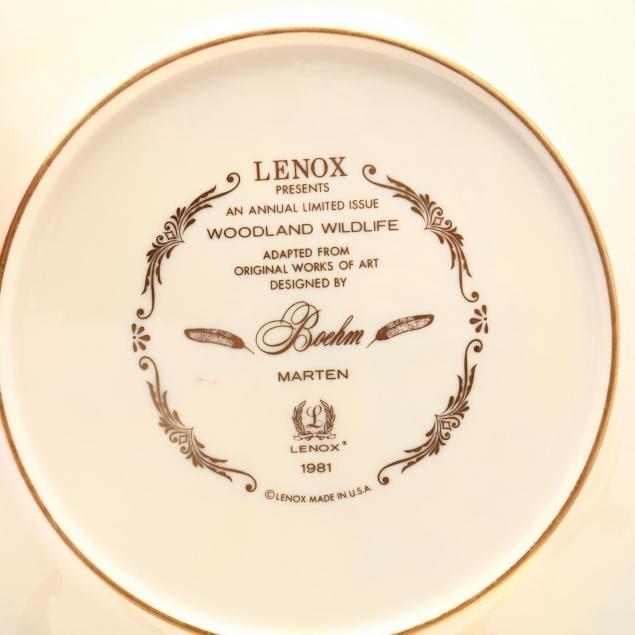 LENOX
PRESENTS
AN ANNUAL LIMITED ISSUE
WOODLAND WILDLIFE
ADAPTED FROM
ORIGINAL WORKS OF ART
DESIGNED BY
Boehm
MARTEN
L
LENOX®
1981
© LENOX MADE IN U.S.A.